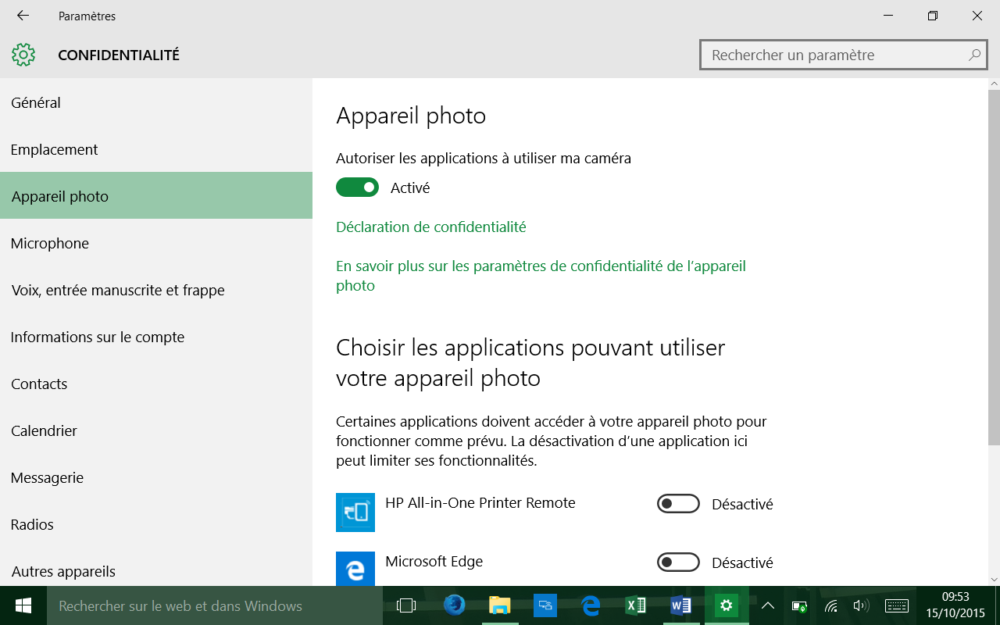 Paramètres
CONFIDENTIALITÉ
Rechercher un paramètre
Général
Emplacement
Appareil photo
Microphone
Voix, entrée manuscrite et frappe
Informations sur le compte
Contacts
Calendrier
Messagerie
Radios
Autres appareils
Appareil photo
Autoriser les applications à utiliser ma caméra
Activé
Déclaration de confidentialité
En savoir plus sur les paramètres de confidentialité de l’appareil
photo
Choisir les applications pouvant utiliser
votre appareil photo
Certaines applications doivent accéder à votre appareil photo pour
fonctionner comme prévu. La désactivation d’une application ici
peut limiter ses fonctionnalités.
HP All-in-One Printer Remote
Désactivé
Microsoft Edge
Désactivé
Rechercher sur le web et dans Windows
09:53
15/10/2015